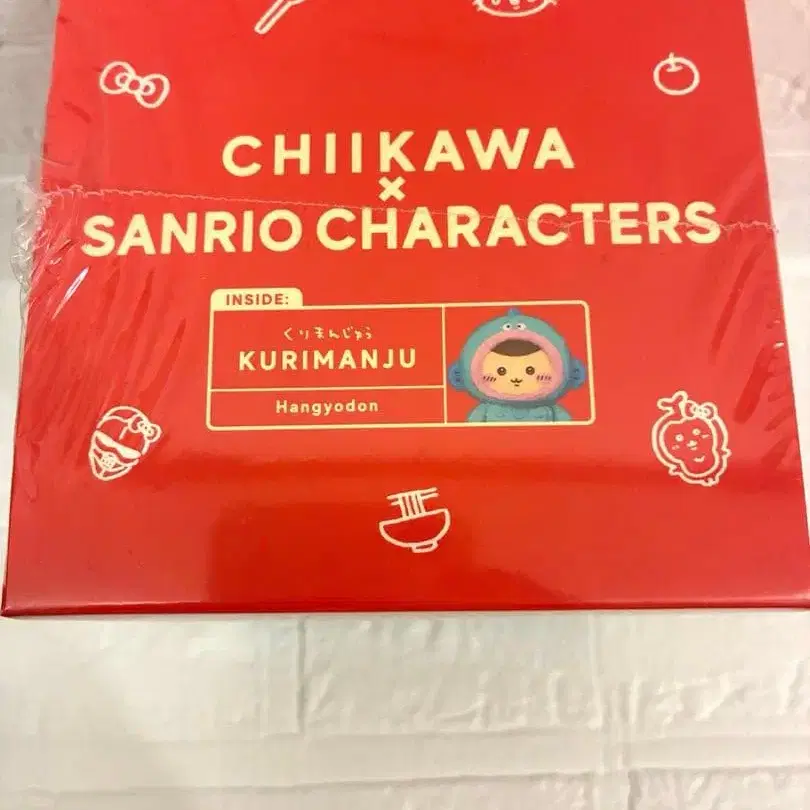 CHIIKAWA
×
SANRIO CHARACTERS
INSIDE:
くりまんじゅう
KURIMANJU
Hangyodon